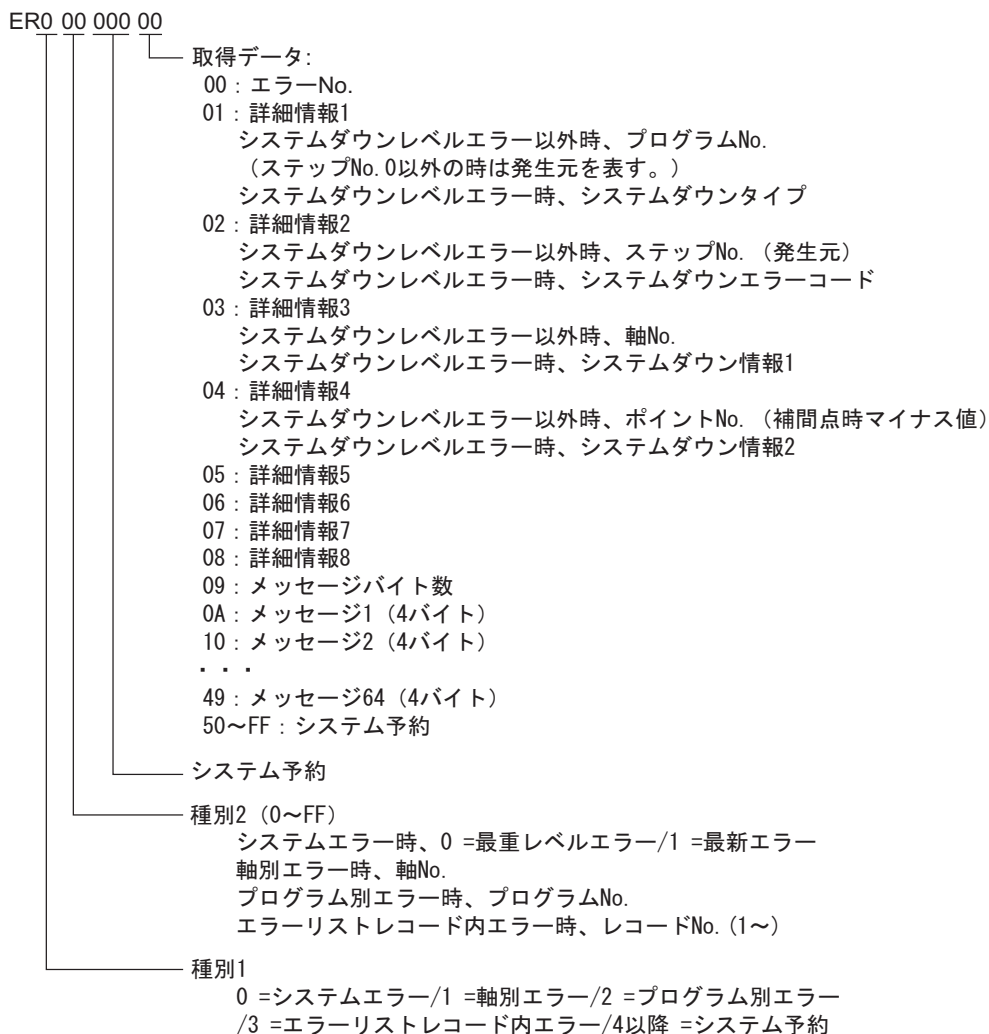 ER0 00 000 00
取得データ:
00：エラーNo.
01：詳細情報1
システムダウンレベルエラー以外時、プログラムNo.
（ステップNo.0以外の時は発生元を表す。）
システムダウンレベルエラー時、システムダウンタイプ
02：詳細情報2
システムダウンレベルエラー以外時、ステップNo.（発生元）
システムダウンレベルエラー時、システムダウンエラーコード
03：詳細情報3
システムダウンレベルエラー以外時、軸No.
システムダウンレベルエラー時、システムダウン情報1
04：詳細情報4
システムダウンレベルエラー以外時、ポイントNo.（補間点時マイナス値）
システムダウンレベルエラー時、システムダウン情報2
05：詳細情報5
06：詳細情報6
07：詳細情報7
08：詳細情報8
09：メッセージバイト数
0A：メッセージ1（4バイト）
10：メッセージ2（4バイト）
・・・
49：メッセージ64（4バイト）
50～FF：システム予約
システム予約
種別2（0～FF）
システムエラー時、0 =最重レベルエラー/1 =最新エラー
軸別エラー時、軸No.
プログラム別エラー時、プログラムNo.
エラーリストレコード内エラー時、レコードNo.(1～)
種別1
0 =システムエラー/1 =軸別エラー/2 =プログラム別エラー
/3 =エラーリストレコード内エラー/4以降 =システム予約